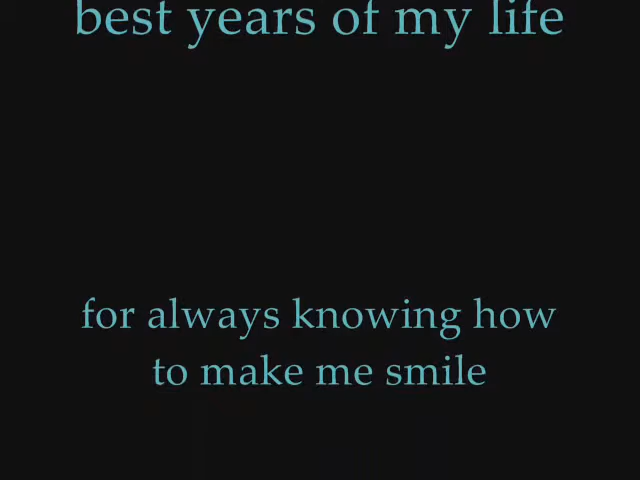 best years of my life
for always knowing how
to make me smile